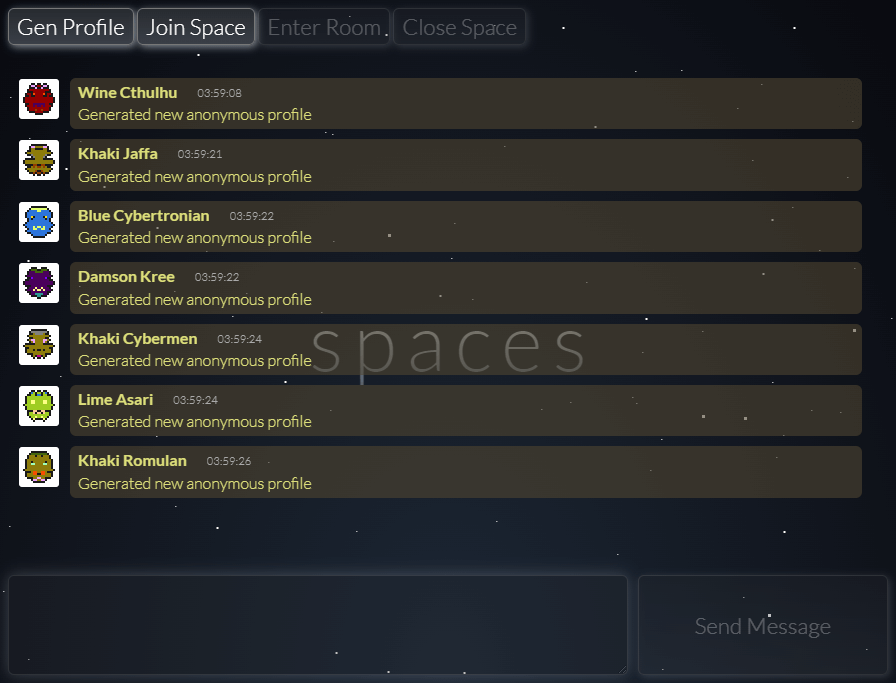 Gen Profile Join Space Enter Room Close Space
Wine Cthulhu 03:59:08
Generated new anonymous profile
Khaki Jaffa 03:59:21
Generated new anonymous profile
Blue Cybertronian 03:59:22
Generated new anonymous profile
Damson Kree 03:59:22
Generated new anonymous profile
Khaki Cybermen 03:59:24
Generated new anonymous profile
spaces
Lime Asari 03:59:24
Generated new anonymous profile
Khaki Romulan 03:59:26
Generated new anonymous profile
Send Message